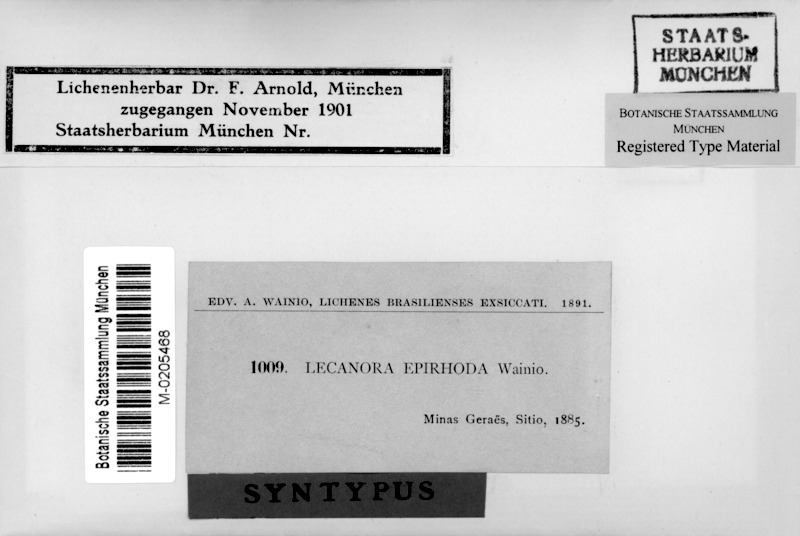 Lichenenherbar Dr. F. Arnold, München
zugegangen November 1901
Staatsherbarium München Nr.
STAATS-
HERBARIUM
MÜNCHEN
BOTANISCHE STAATSSAMMLUNG
MÜNCHEN
Registered Type Material
Botanische Staatssammlung München
M-0205468
EDV. A. WAINIO, LICHENES BRASILIENSES EXSICCATI. 1891.
1009. LECANORA EPIRHODA Wainio.
Minas Geraës, Sitio, 1885.
SYNTYPUS